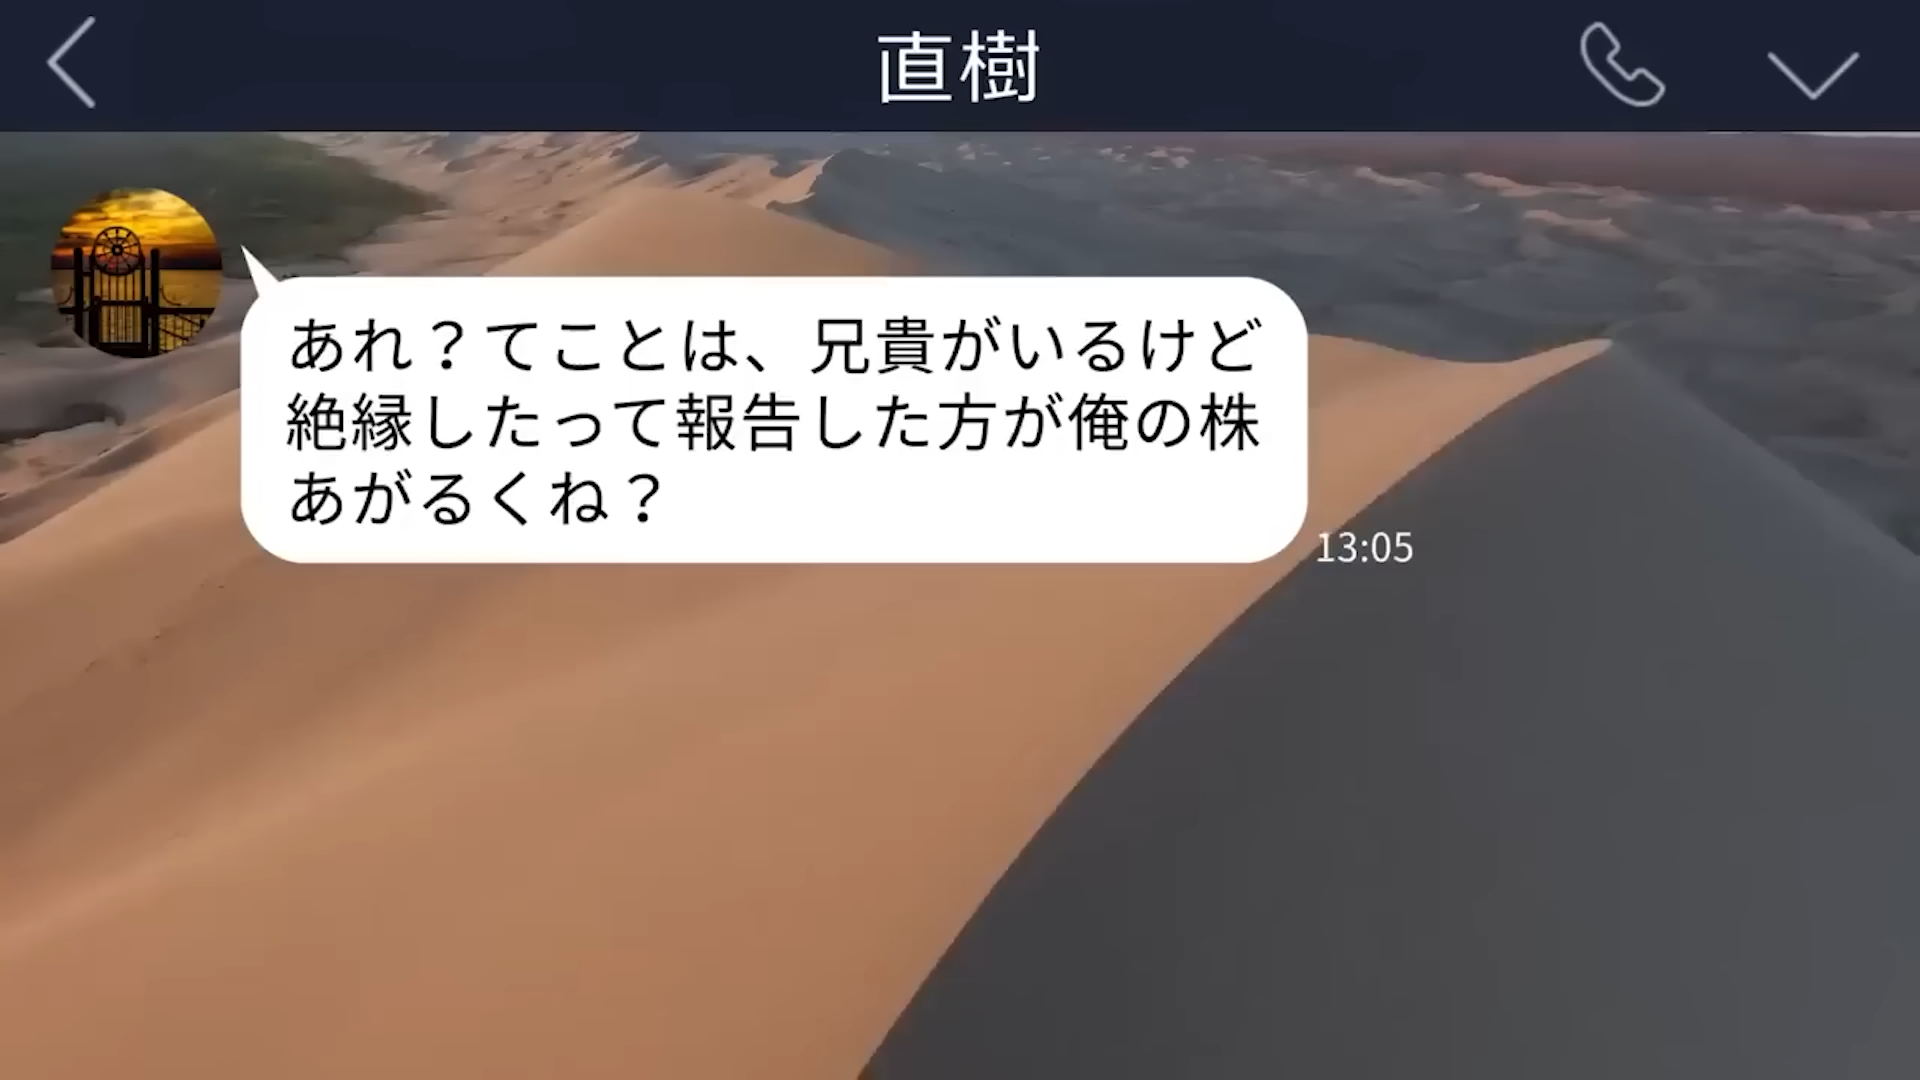 直樹
あれ？てことは、兄貴がいるけど
絶縁したって報告した方が俺の株
あがるくね？
13:05